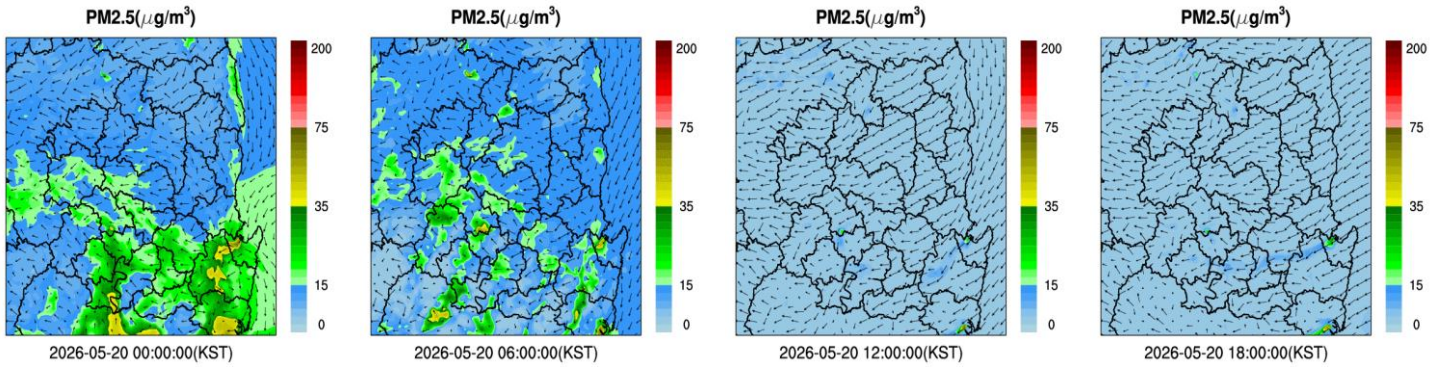 PM2.5(μg/m³) PM2.5(μg/m³) PM2.5(μg/m³) PM2.5(μg/m³)
200 200 200 200
75 75 75 75
35 35 35 35
15 15 15 15
0 0 0 0
2026-05-20 00:00:00(KST) 2026-05-20 06:00:00(KST) 2026-05-20 12:00:00(KST) 2026-05-20 18:00:00(KST)